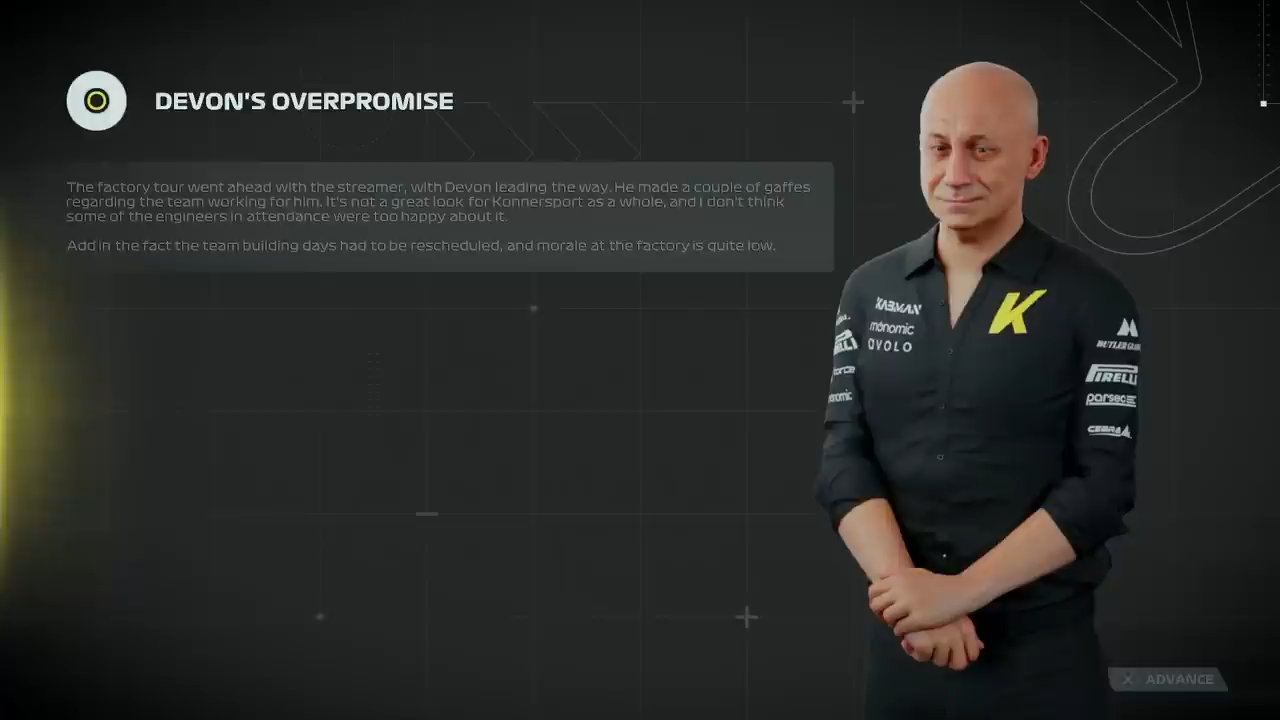 DEVON'S OVERPROMISE
The factory tour went ahead with the streamer, with Devon leading the way. He made a couple of gaffes
regarding the team working for him. It's not a great look for Konnersport as a whole, and I don't think
some of the engineers in attendance were too happy about it.
Add in the fact the team building days had to be rescheduled, and morale at the factory is quite low.
KABMAN
monomic
OVOLO
K
PIRELLI
parsec
CEBRA
X ADVANCE